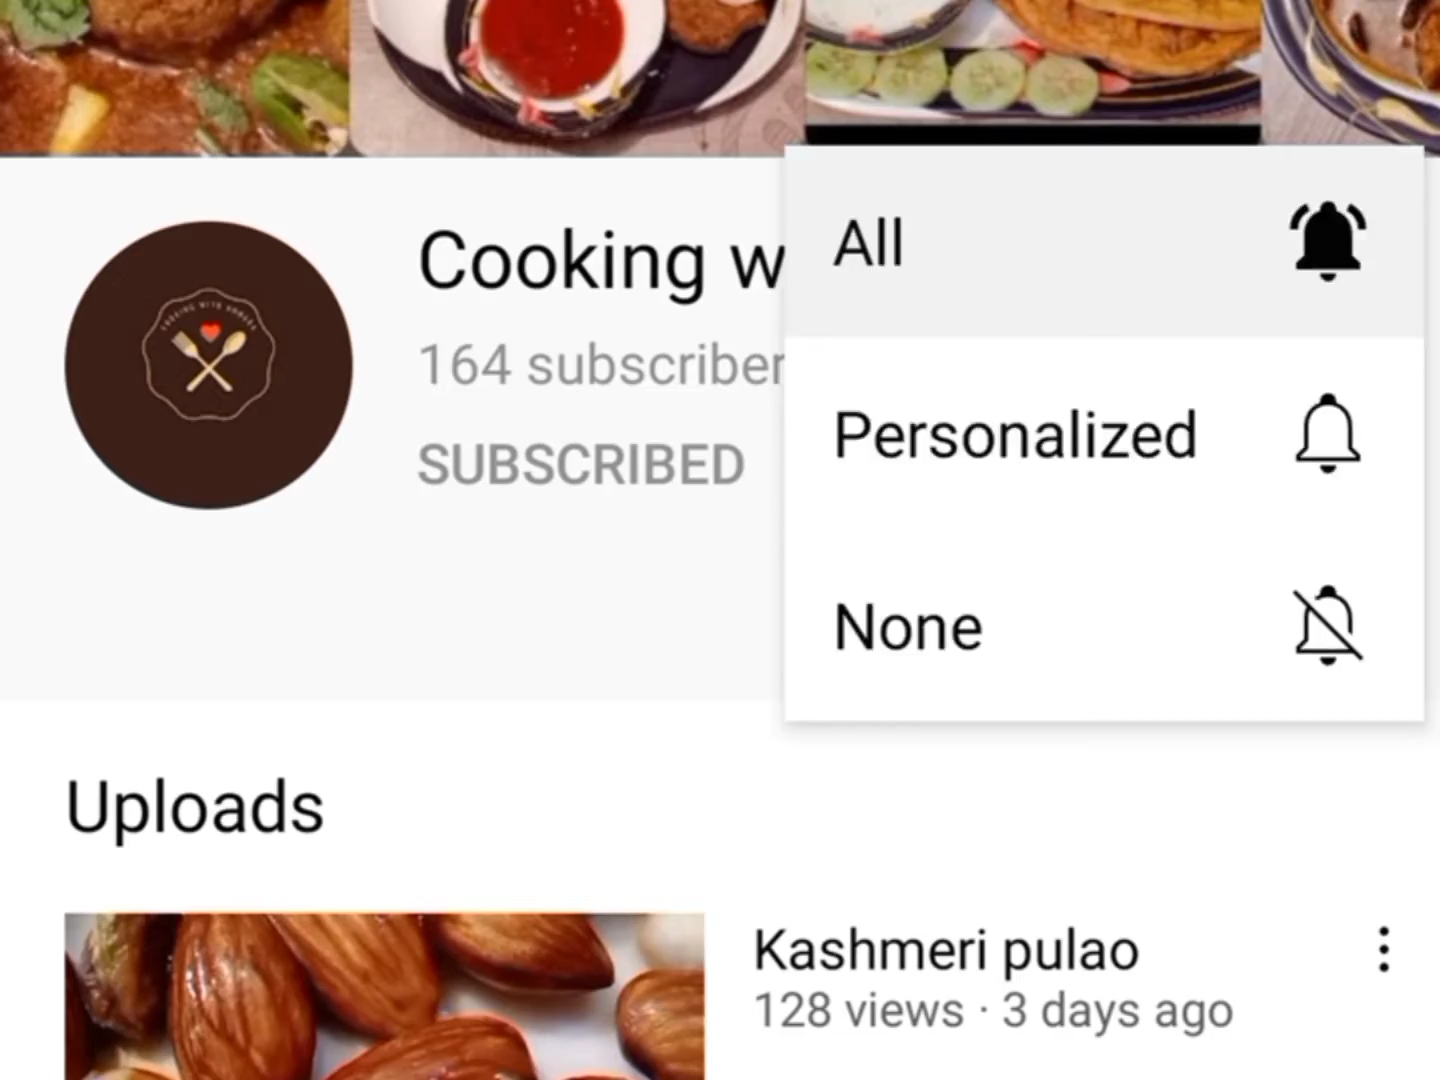 Cooking w
164 subscriber
SUBSCRIBED
All
Personalized
None
Uploads
Kashmeri pulao
128 views · 3 days ago